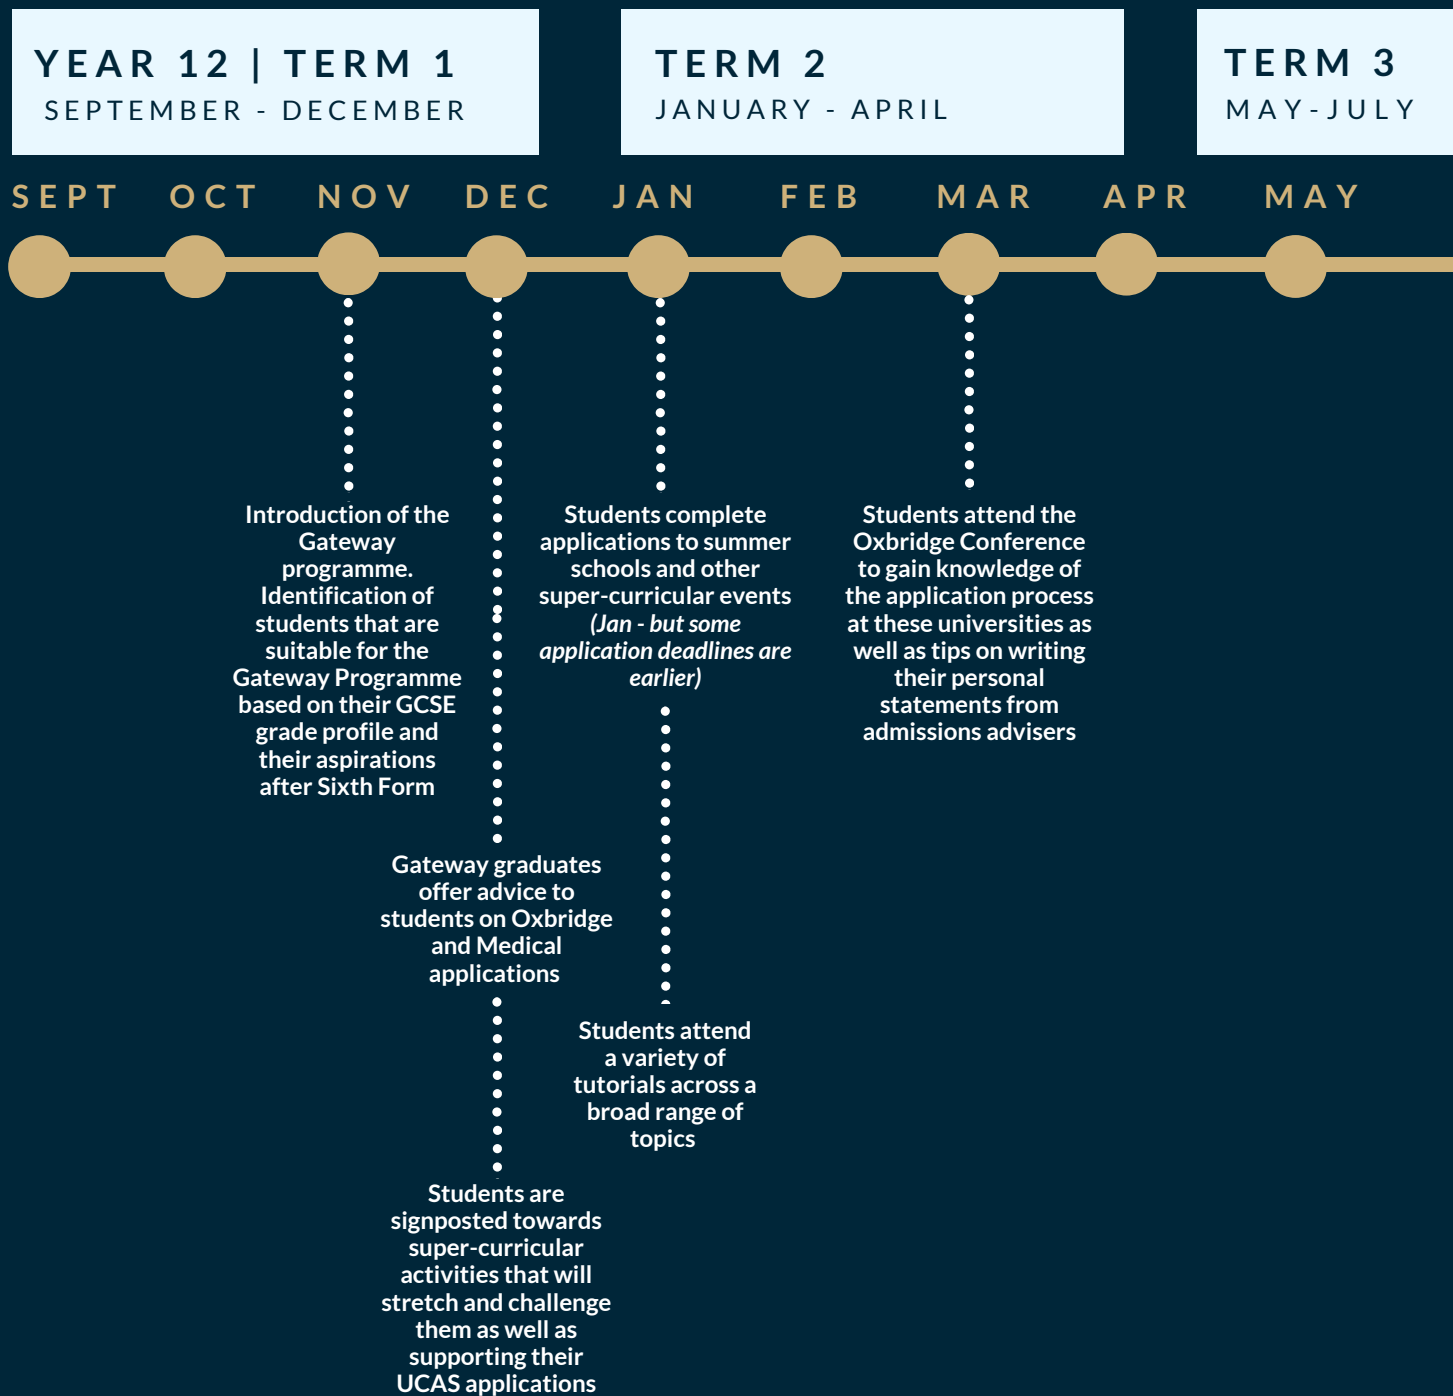 YEAR 12 | TERM 1
SEPTEMBER - DECEMBER
TERM 2
JANUARY - APRIL
TERM 3
MAY-JULY
SEPT
OCT
NOV
DEC
JAN
FEB
MAR
APR
MAY
Introduction of the
Gateway
programme.
Identification of
students that are
suitable for the
Gateway Programme
based on their GCSE
grade profile and
their aspirations
after Sixth Form
Gateway graduates
offer advice to
students on Oxbridge
and Medical
applications
Students are
signposted towards
super-curricular
activities that will
stretch and challenge
them as well as
supporting their
UCAS applications
Students complete
applications to summer
schools and other
super-curricular events
(Jan - but some
application deadlines are
earlier)
Students attend
a variety of
tutorials across a
broad range of
topics
Students attend the
Oxbridge Conference
to gain knowledge of
the application process
at these universities as
well as tips on writing
their personal
statements from
admissions advisers